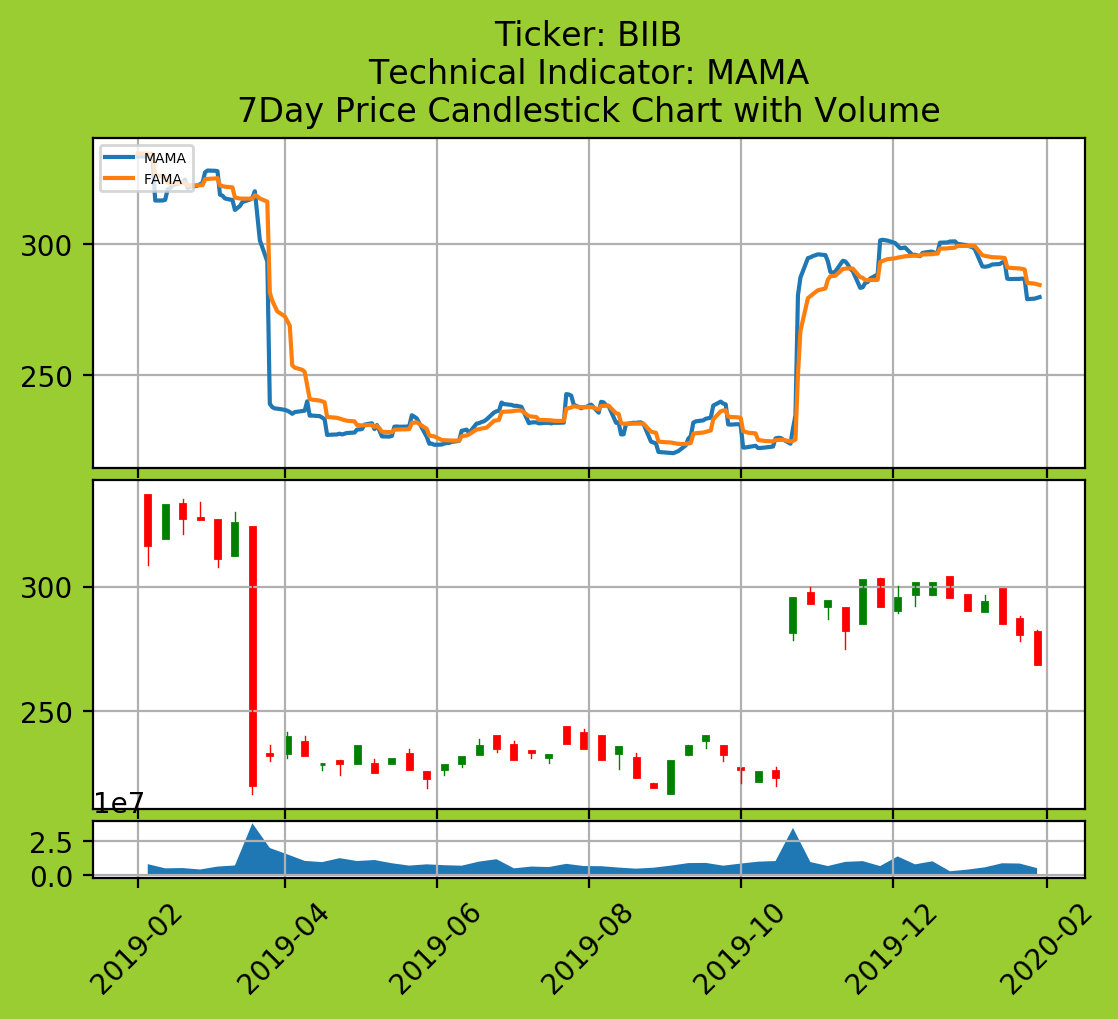 Ticker: BIIB
Technical Indicator: MAMA
7Day Price Candlestick Chart with Volume
MAMA
FAMA
300
250
300
250
1e7
2.5
0.0
2019-02
2019-04
2019-06
2019-08
2019-10
2019-12
2020-02